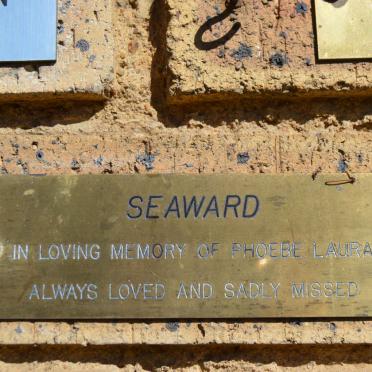 SEAWARD
IN LOVING MEMORY OF PHOEBE LAURA
ALWAYS LOVED AND SADLY MISSED